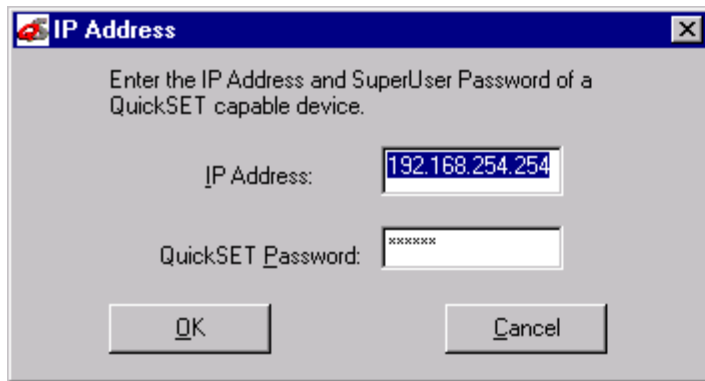 IP Address
Enter the IP Address and SuperUser Password of a
QuickSET capable device.
IP Address: 192.168.254.254
QuickSET Password: ××××××
OK Cancel